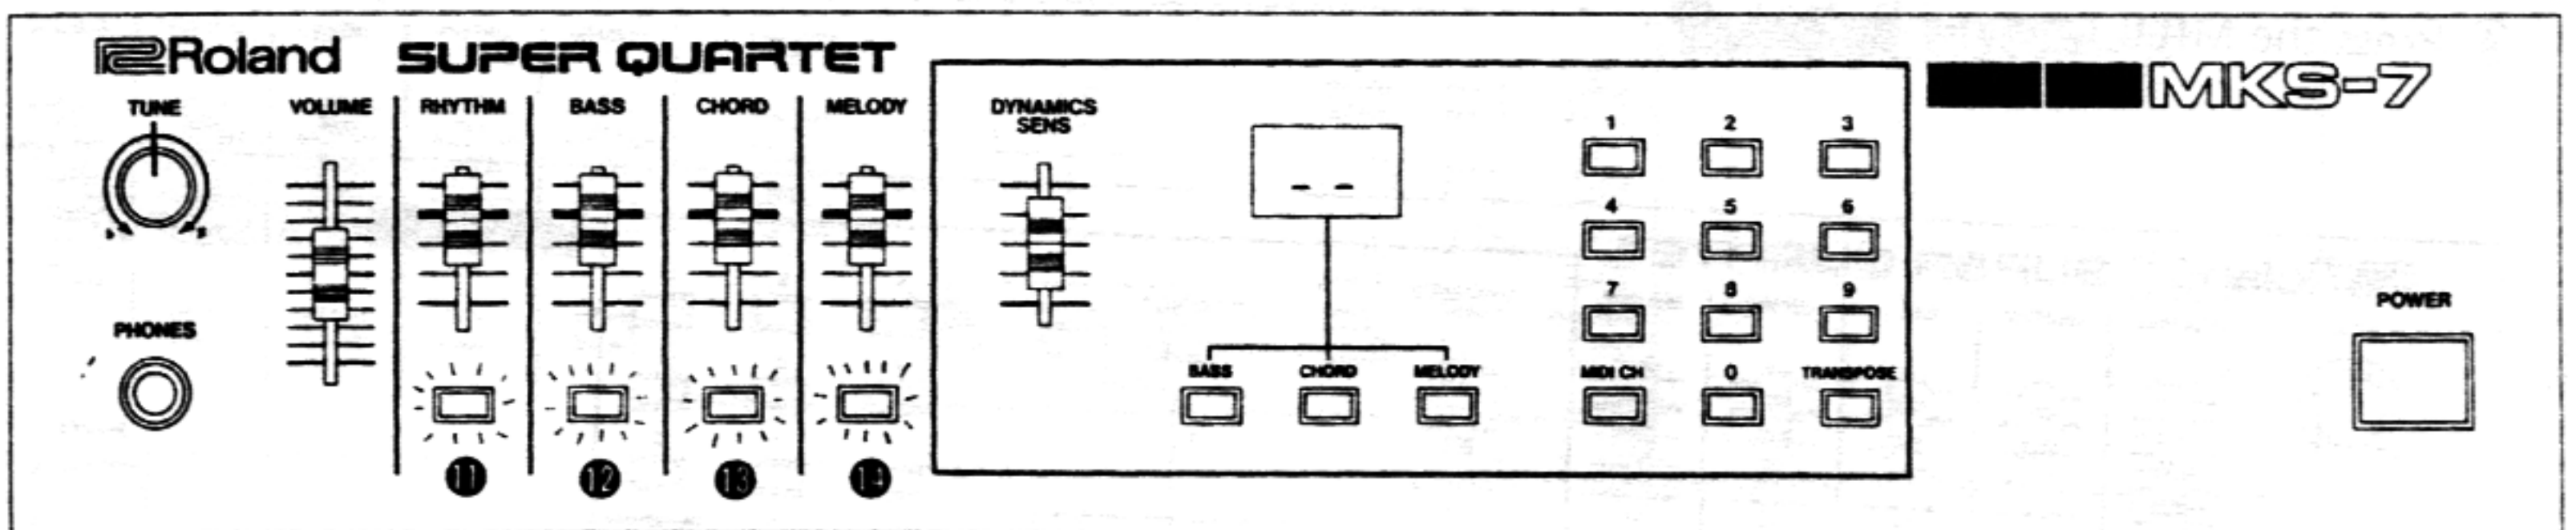 Roland SUPER QUARTET
MKS-7
TUNE
VOLUME
RHYTHM
BASS
CHORD
MELODY
DYNAMICS
SENS
PHONES
11
12
13
14
- -
BASS
CHORD
MELODY
1 2 3
4 5 6
7 8 9
MIDI CH 0 TRANSPOSE
POWER